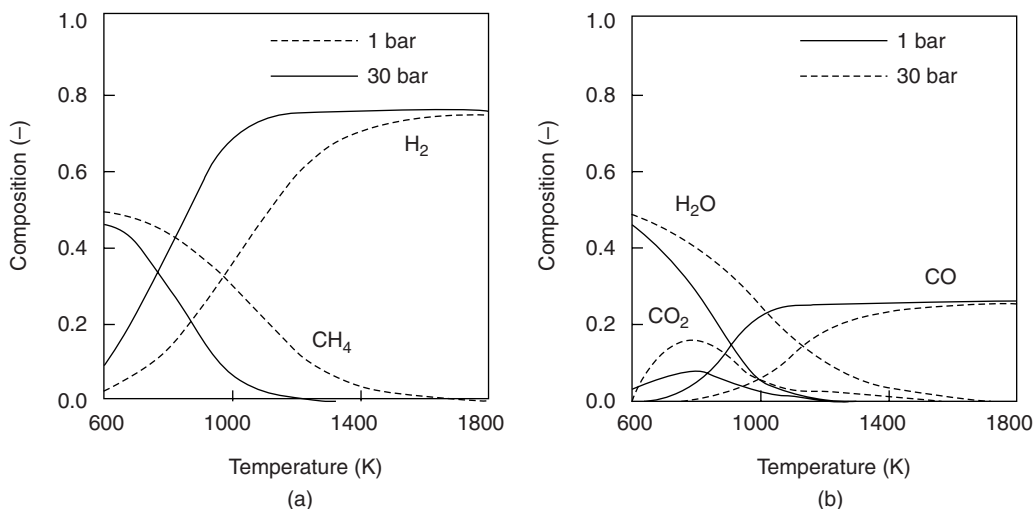 1.0
0.8
0.6
0.4
0.2
0.0
Composition (–)
1 bar
30 bar
H₂
CH₄
600
1000
1400
1800
Temperature (K)
(a)
1.0
0.8
0.6
0.4
0.2
0.0
Composition (–)
1 bar
30 bar
H₂O
CO
CO₂
600
1000
1400
1800
Temperature (K)
(b)